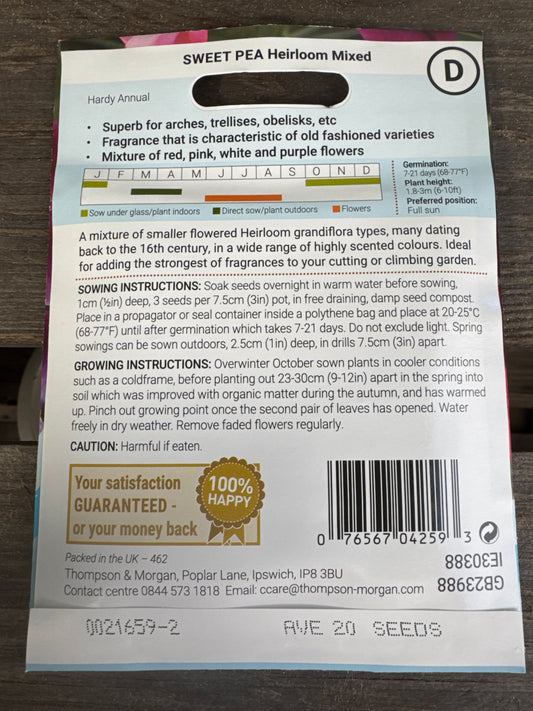 SWEET PEA Heirloom Mixed
D
Hardy Annual
• Superb for arches, trellises, obelisks, etc
• Fragrance that is characteristic of old fashioned varieties
• Mixture of red, pink, white and purple flowers
J F M A M J J A S O N D
Sow under glass/plant indoors Direct sow/plant outdoors Flowers
Germination:
7-21 days (68-77°F)
Plant height:
1.8-3m (6-10ft)
Preferred position:
Full sun
A mixture of smaller flowered Heirloom grandiflora types, many dating
back to the 16th century, in a wide range of highly scented colours. Ideal
for adding the strongest of fragrances to your cutting or climbing garden.
SOWING INSTRUCTIONS: Soak seeds overnight in warm water before sowing,
1cm (½in) deep, 3 seeds per 7.5cm (3in) pot, in free draining, damp seed compost.
Place in a propagator or seal container inside a polythene bag and place at 20-25°C
(68-77°F) until after germination which takes 7-21 days. Do not exclude light. Spring
sowings can be sown outdoors, 2.5cm (1in) deep, in drills 7.5cm (3in) apart.
GROWING INSTRUCTIONS: Overwinter October sown plants in cooler conditions
such as a coldframe, before planting out 23-30cm (9-12in) apart in the spring into
soil which was improved with organic matter during the autumn, and has warmed
up. Pinch out growing point once the second pair of leaves has opened. Water
freely in dry weather. Remove faded flowers regularly.
CAUTION: Harmful if eaten.
Your satisfaction
GUARANTEED -
or your money back
100%
HAPPY
0 76567 04259 3
Packed in the UK – 462
Thompson & Morgan, Poplar Lane, Ipswich, IP8 3BU
Contact centre 0844 573 1818 Email: ccare@thompson-morgan.com
GB23988
IE30388
0021659-2 AVE 20 SEEDS